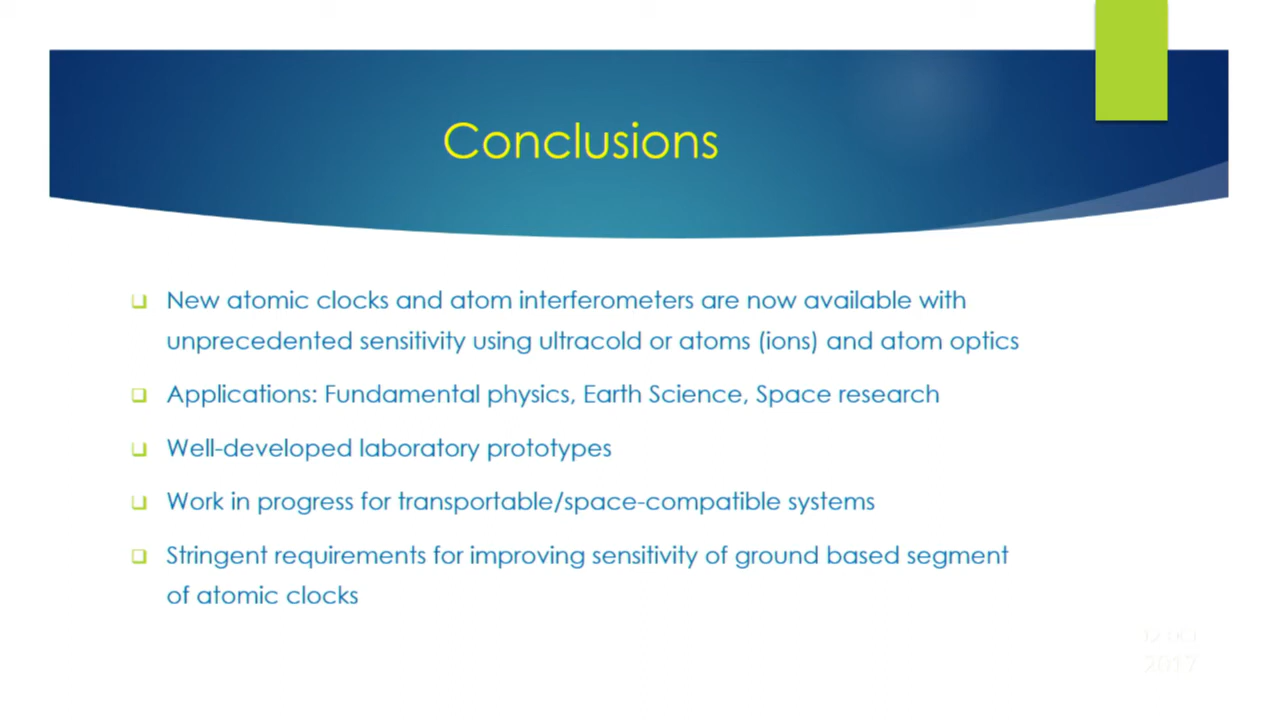 Conclusions
New atomic clocks and atom interferometers are now available with
unprecedented sensitivity using ultracold or atoms (ions) and atom optics
Applications: Fundamental physics, Earth Science, Space research
Well-developed laboratory prototypes
Work in progress for transportable/space-compatible systems
Stringent requirements for improving sensitivity of ground based segment
of atomic clocks
2017